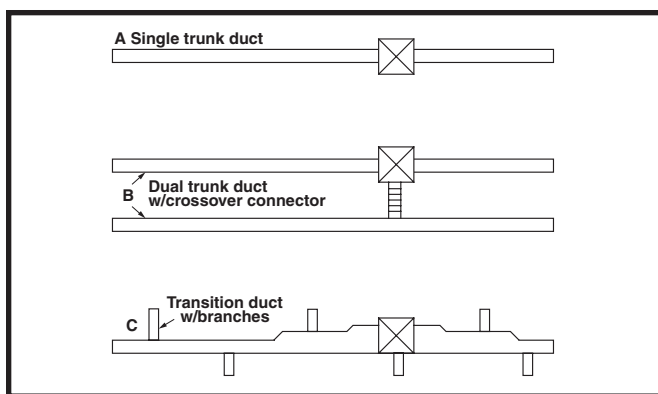 A Single trunk duct
B Dual trunk duct
w/crossover connector
C Transition duct
w/branches